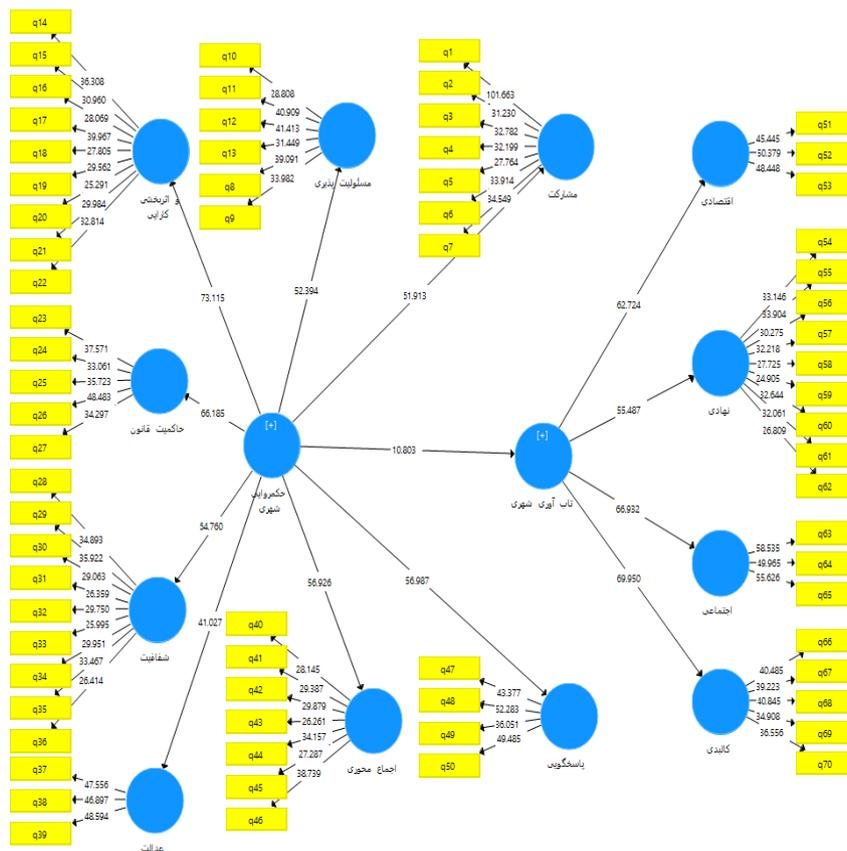 q14
q15
q16
q17
q18
q19
q20
q21
q22
36.308
30.960
28.069
39.967
27.805
29.562
25.291
29.984
32.814
و اثربخشی
کارایی
q10
q11
q12
q13
q8
q9
28.808
40.909
41.413
31.449
39.091
33.982
مسئولیت پذیری
q1
q2
q3
q4
q5
q6
q7
101.663
31.230
32.782
32.199
27.764
33.914
34.549
مشارکت
q51
q52
q53
45.445
50.379
48.448
اقتصادی
q54
q55
q56
q57
q58
q59
q60
q61
q62
33.146
33.904
30.275
32.218
27.725
24.905
32.644
32.061
26.809
نهادی
73.115
52.394
51.913
62.724
55.487
q23
q24
q25
q26
q27
37.571
33.061
35.723
48.483
34.297
حاکمیت قانون
66.185
[+]
حکمروایی
شهری
10.803
[+]
تاب آوری شهری
q28
q29
q30
q31
q32
q33
q34
q35
q36
34.893
35.922
29.063
26.359
29.750
25.995
29.951
33.467
26.414
شفافیت
54.760
41.027
56.926
56.987
66.932
69.950
q63
q64
q65
58.535
49.965
55.626
اجتماعی
q37
q38
q39
47.556
46.897
48.594
عدالت
q40
q41
q42
q43
q44
q45
q46
28.145
29.387
29.879
26.261
34.157
27.287
38.739
اجماع محوری
q47
q48
q49
q50
43.377
52.283
36.051
49.485
پاسخگویی
q66
q67
q68
q69
q70
40.485
39.223
40.845
34.908
36.556
کالبدی